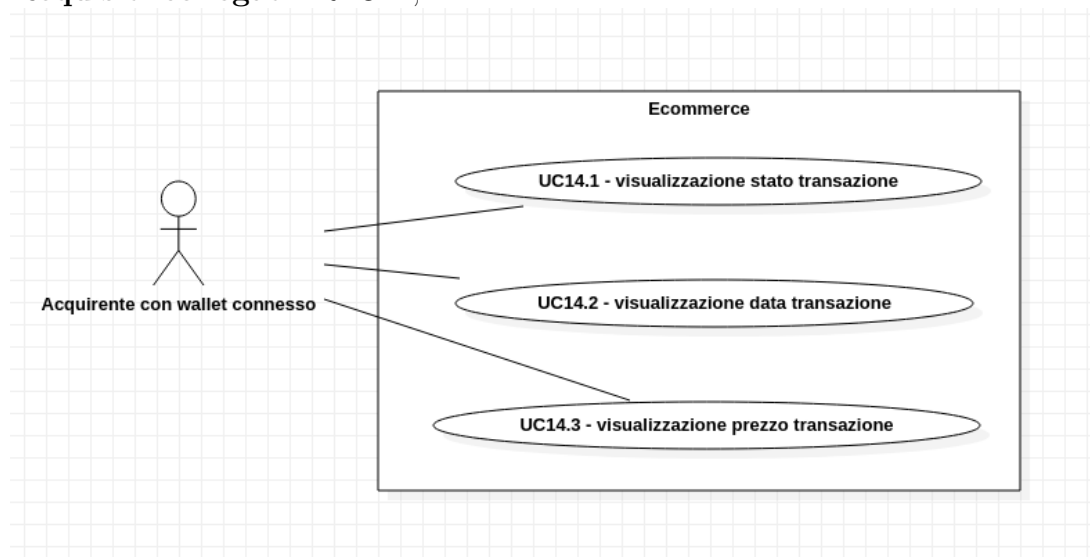 Ecommerce
UC14.1 - visualizzazione stato transazione
UC14.2 - visualizzazione data transazione
Acquirente con wallet connesso
UC14.3 - visualizzazione prezzo transazione